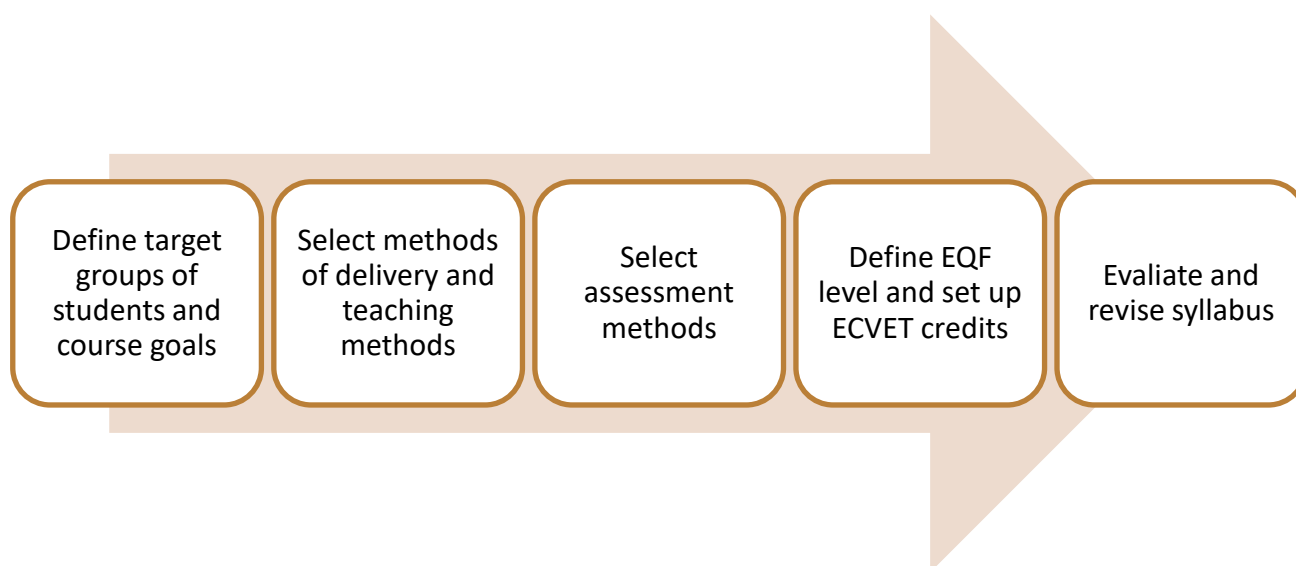 Define target
groups of
students and
course goals
Select methods
of delivery and
teaching
methods
Select
assessment
methods
Define EQF
level and set up
ECVET credits
Evaliate and
revise syllabus